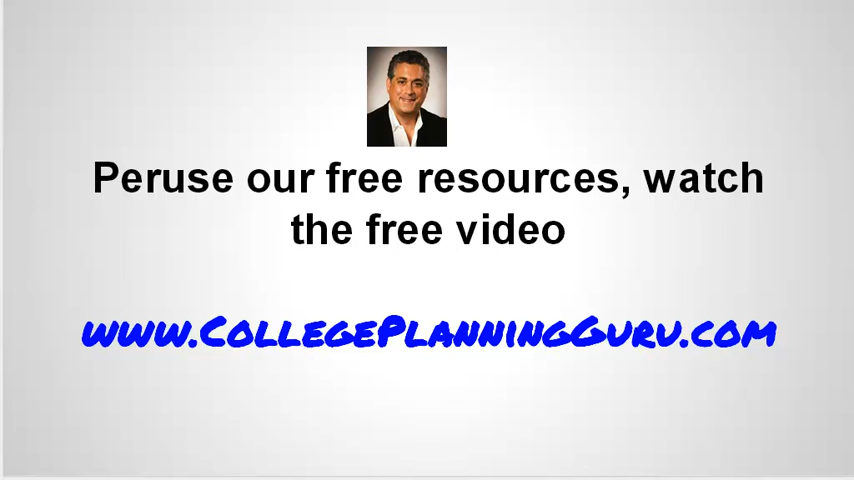 Peruse our free resources, watch
the free video
www.CollegePlanningGuru.com